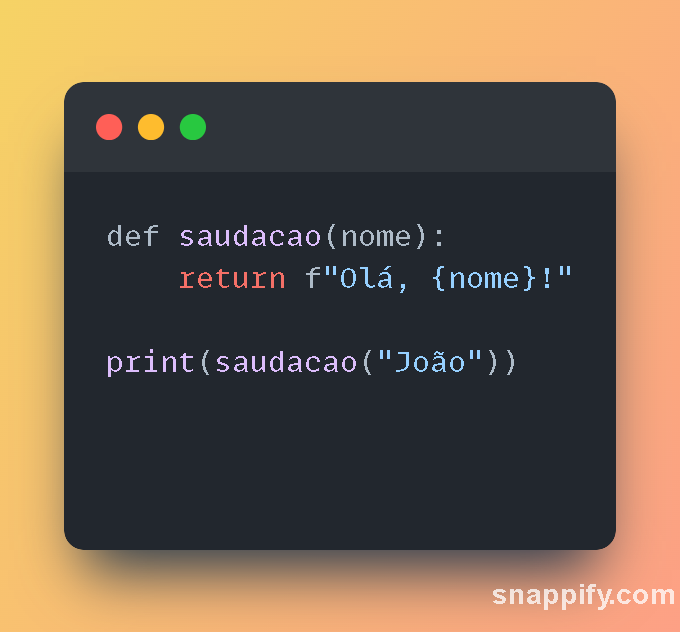 def saudacao(nome):
    return f"Olá, {nome}!"

print(saudacao("João"))
snappify.com